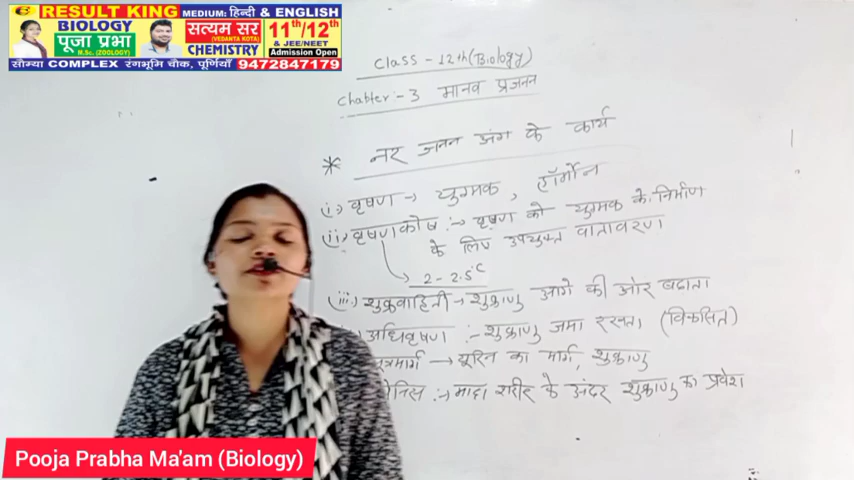 RESULT KING MEDIUM: हिन्दी & ENGLISH
BIOLOGY
पूजा प्रभा
M.Sc. (ZOOLOGY)
सत्यम सर
(VEDANTA KOTA)
CHEMISTRY
11th/12th
& JEE/NEET
Admission Open
सौम्या COMPLEX रंगभूमि चौक, पूर्णियाँ 9472847179
Class - 12th (Biology)
Chabter :- 3 मानव प्रजनन
* नर जनन अंग के कार्य
(i.) वृषण → युग्मक, हॉर्मोन
(ii.) वृषणकोष :→ वृषण को युग्मक के निर्माण
के लिए उपयुक्त वातावरण
2 - 2.5°C
(iii.) शुक्रवाहिनी → शुक्राणु आगे की ओर बढ़ाता
अधिवृषण :- शुक्राणु जमा रखना (विकसित)
मूत्रमार्ग → यूरिन का मार्ग, शुक्राणु
:→ मादा शरीर के अंदर शुक्राणु का प्रवेश
Pooja Prabha Ma'am (Biology)